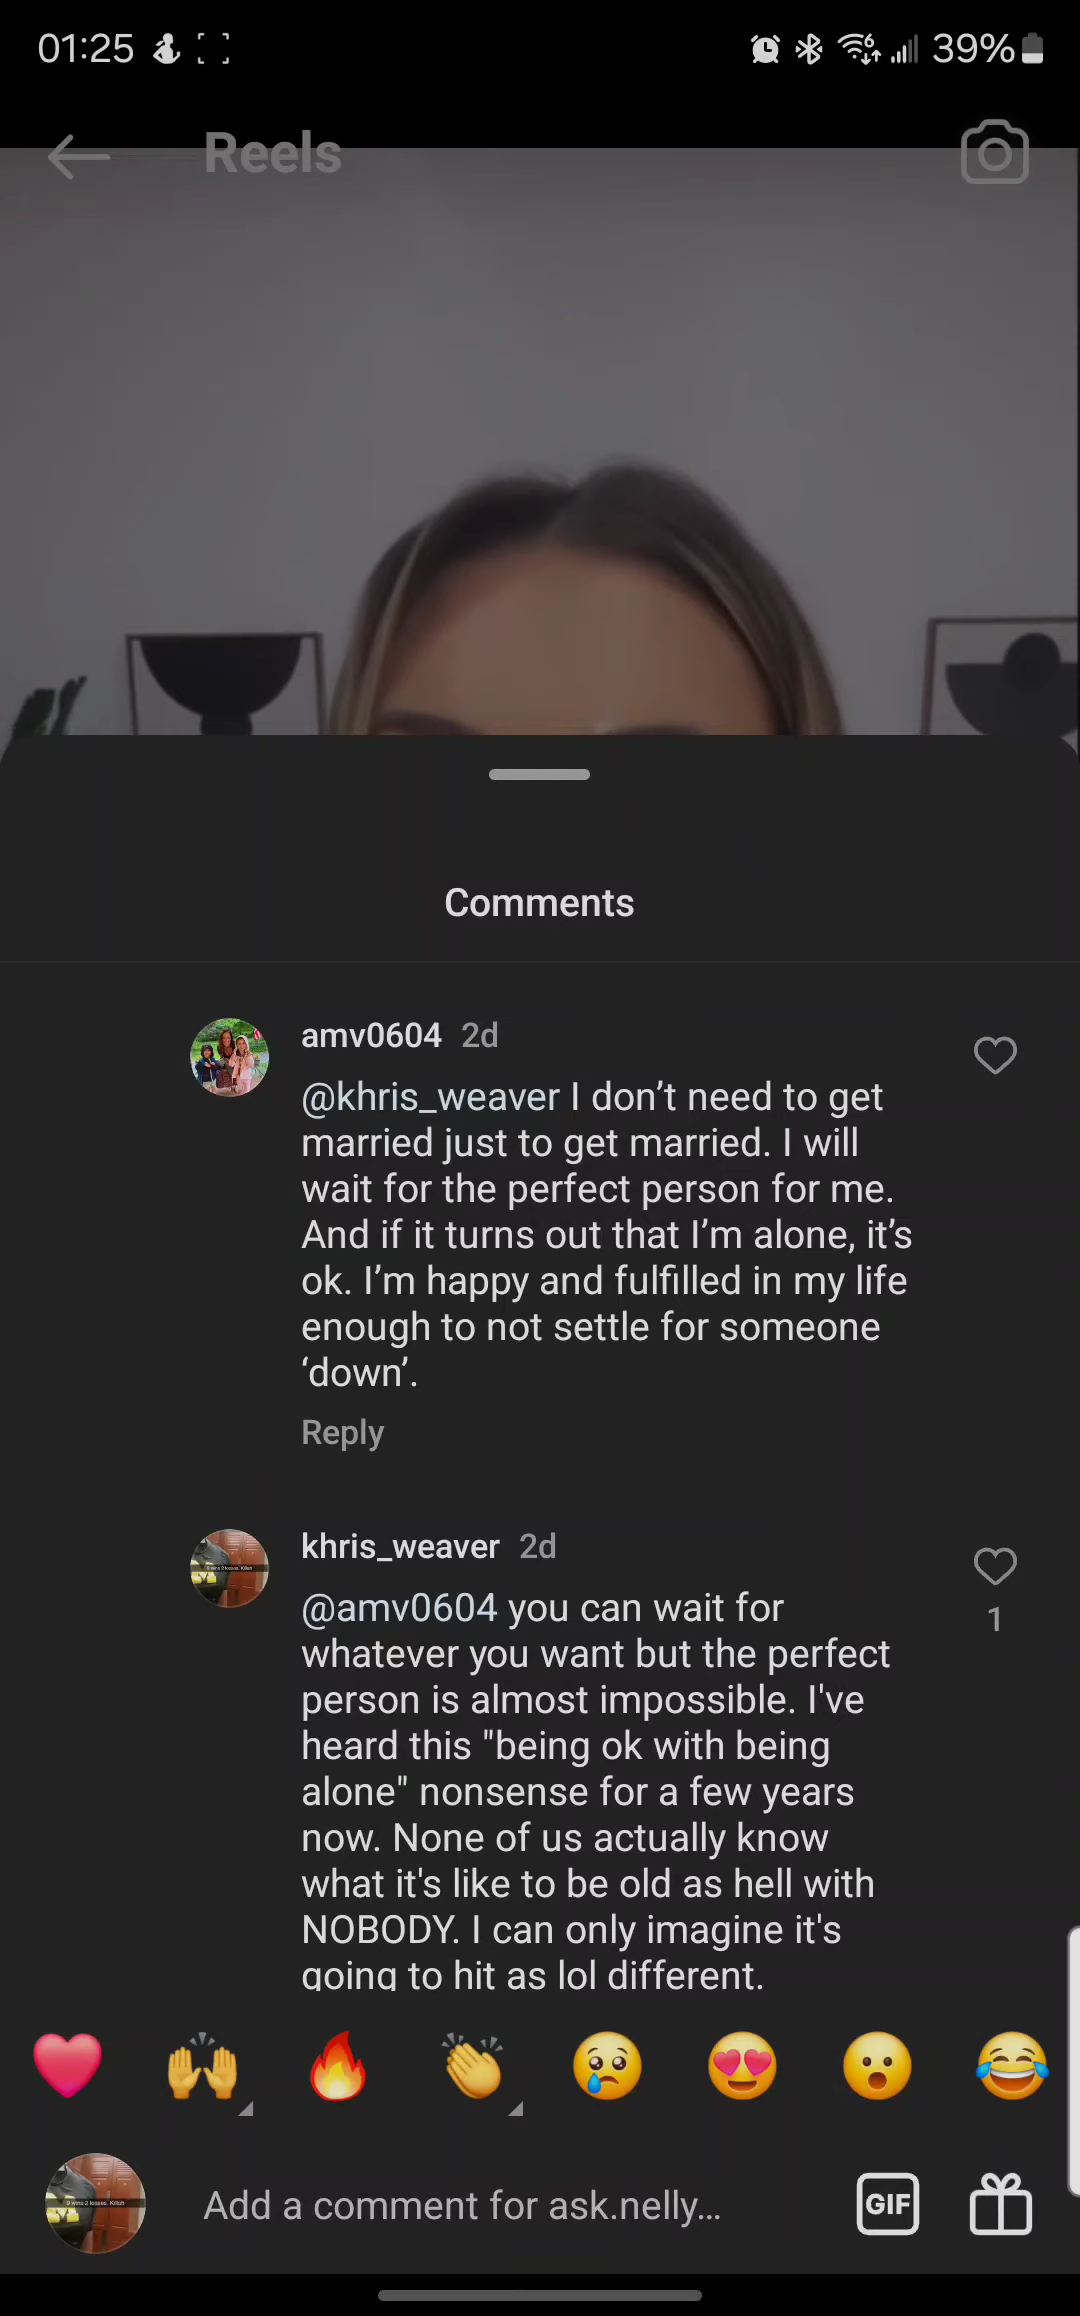 01:25
39%
Reels
Comments
amv0604 2d
@khris_weaver I don’t need to get
married just to get married. I will
wait for the perfect person for me.
And if it turns out that I’m alone, it’s
ok. I’m happy and fulfilled in my life
enough to not settle for someone
‘down’.
Reply
khris_weaver 2d
1
@amv0604 you can wait for
whatever you want but the perfect
person is almost impossible. I've
heard this "being ok with being
alone" nonsense for a few years
now. None of us actually know
what it's like to be old as hell with
NOBODY. I can only imagine it's
going to hit as lol different.
Add a comment for ask.nelly...
GIF